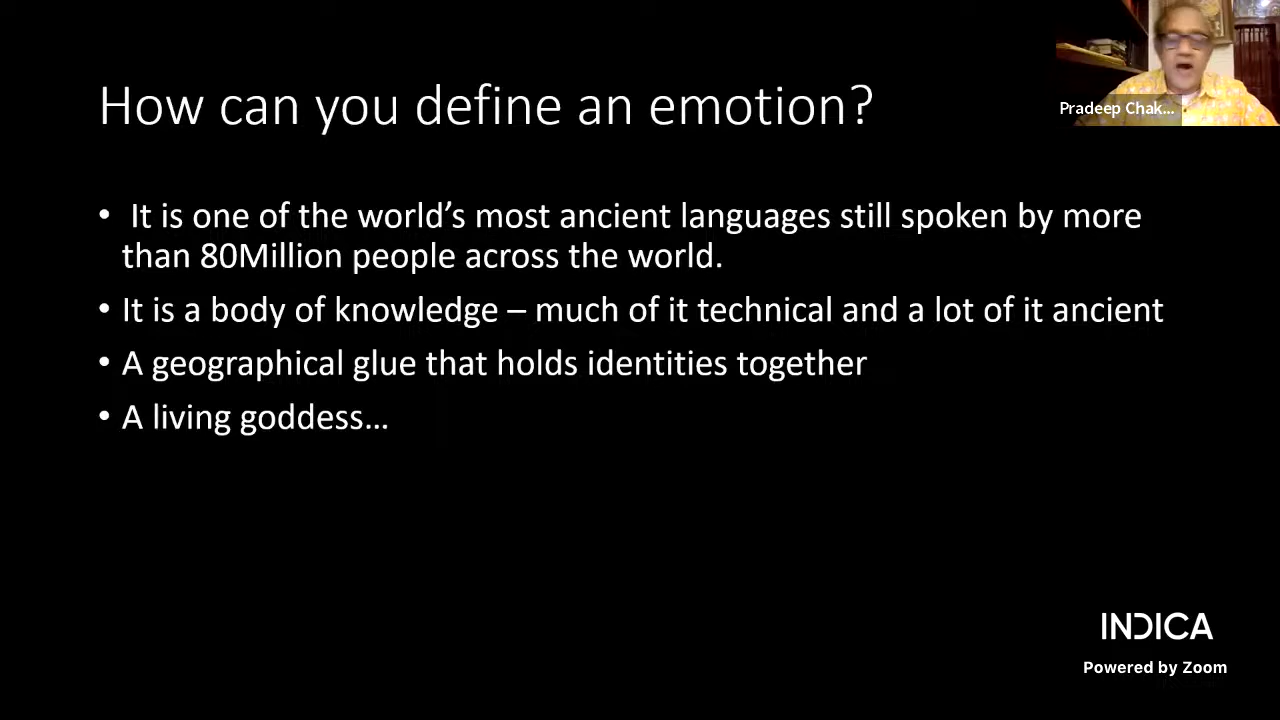 How can you define an emotion?
Pradeep Chak...
• It is one of the world's most ancient languages still spoken by more
than 80Million people across the world.
• It is a body of knowledge – much of it technical and a lot of it ancient
• A geographical glue that holds identities together
• A living goddess…
INDICA
Powered by Zoom